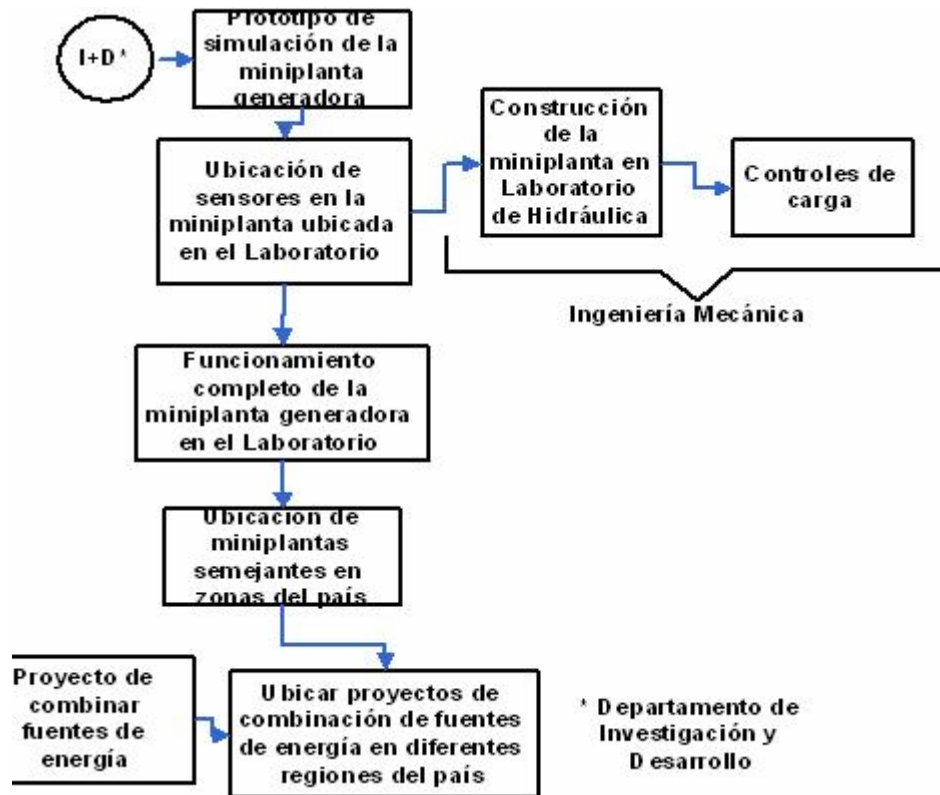 I+D*
Prototipo de
simulación de la
miniplanta
generadora
Ubicación de
sensores en la
miniplanta ubicada
en el Laboratorio
Construcción
de la
miniplanta en
Laboratorio
de Hidráulica
Controles de
carga
Ingeniería Mecánica
Funcionamiento
completo de la
miniplanta generadora
en el Laboratorio
Ubicación de
miniplantas
semejantes en
zonas del país
Proyecto de
combinar
fuentes de
energía
Ubicar proyectos de
combinación de fuentes
de energía en diferentes
regiones del país
* Departamento de
Investigación y
Desarrollo